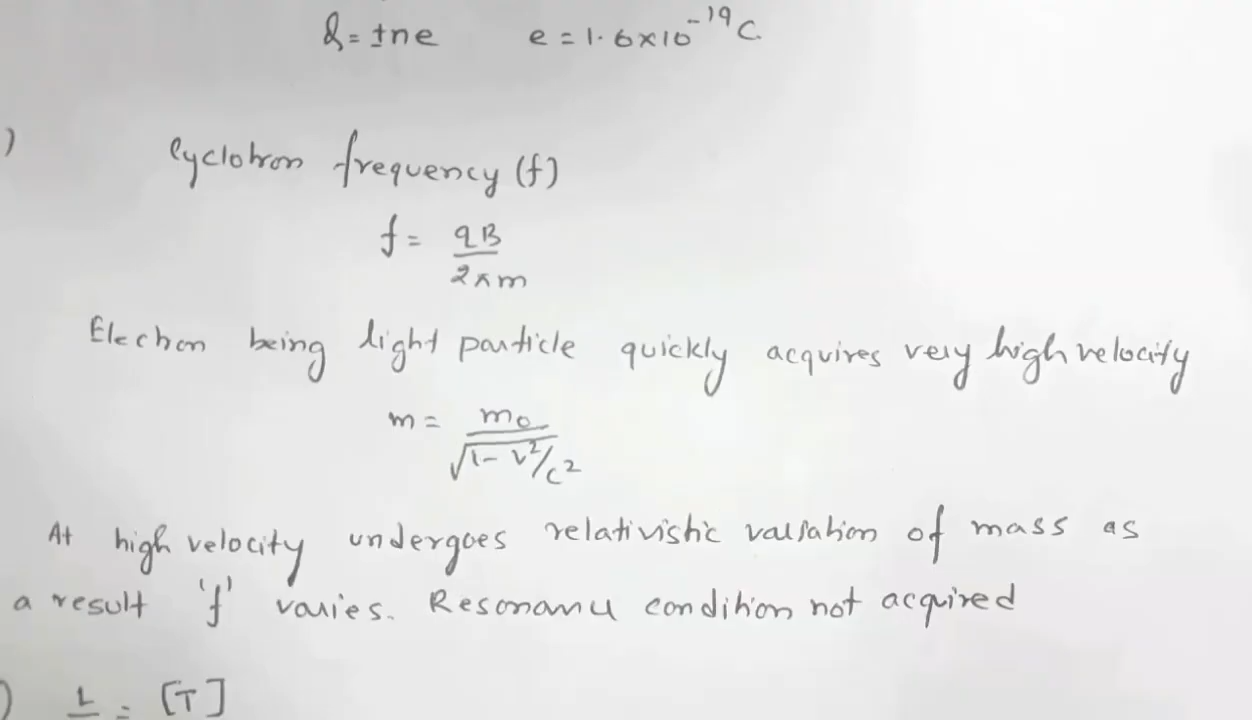 Q = ±ne e = 1.6×10⁻¹⁹C.
) Cyclotron frequency (f)
f = qB
2πm
Electron being light particle quickly acquires very high velocity
m = m₀
√1 - v²/c²
At high velocity undergoes relativistic variation of mass as
a result 'f' varies. Resonance condition not acquired
) L = [T]